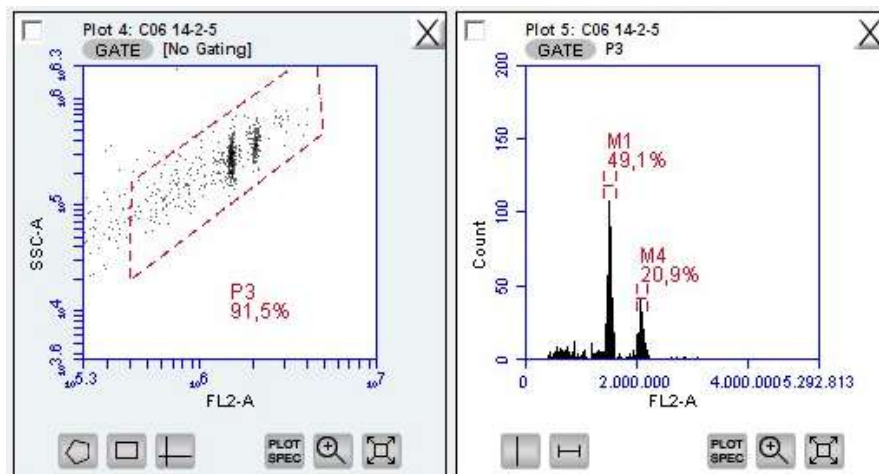 Plot 4: C06 14-2-5
GATE [No Gating]
SSC-A
10^6.3
10^6
10^5
10^4
10^3.6
P3
91,5%
10^5.3
10^6
10^7
FL2-A
PLOT
SPEC
Plot 5: C06 14-2-5
GATE P3
Count
200
150
100
50
0
M1
49,1%
M4
20,9%
0
2.000.000
4.000.000
5.292.813
FL2-A
PLOT
SPEC